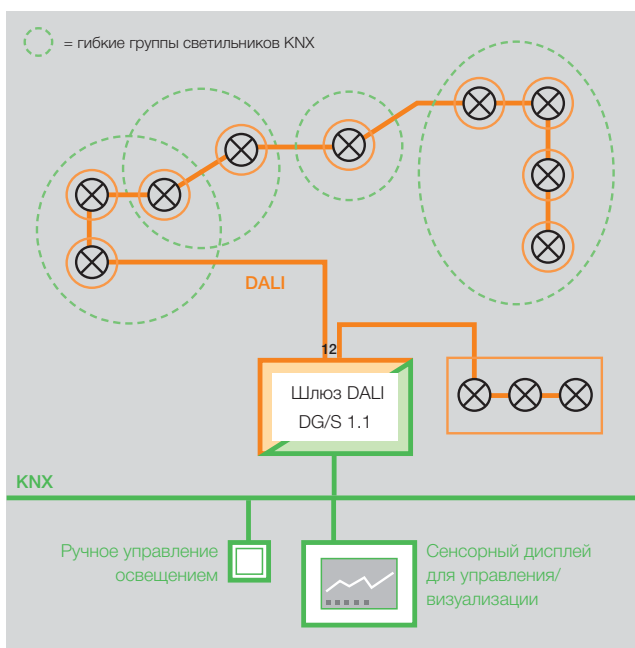 = гибкие группы светильников KNX
DALI
12
Шлюз DALI
DG/S 1.1
KNX
Ручное управление
освещением
Сенсорный дисплей
для управления/
визуализации